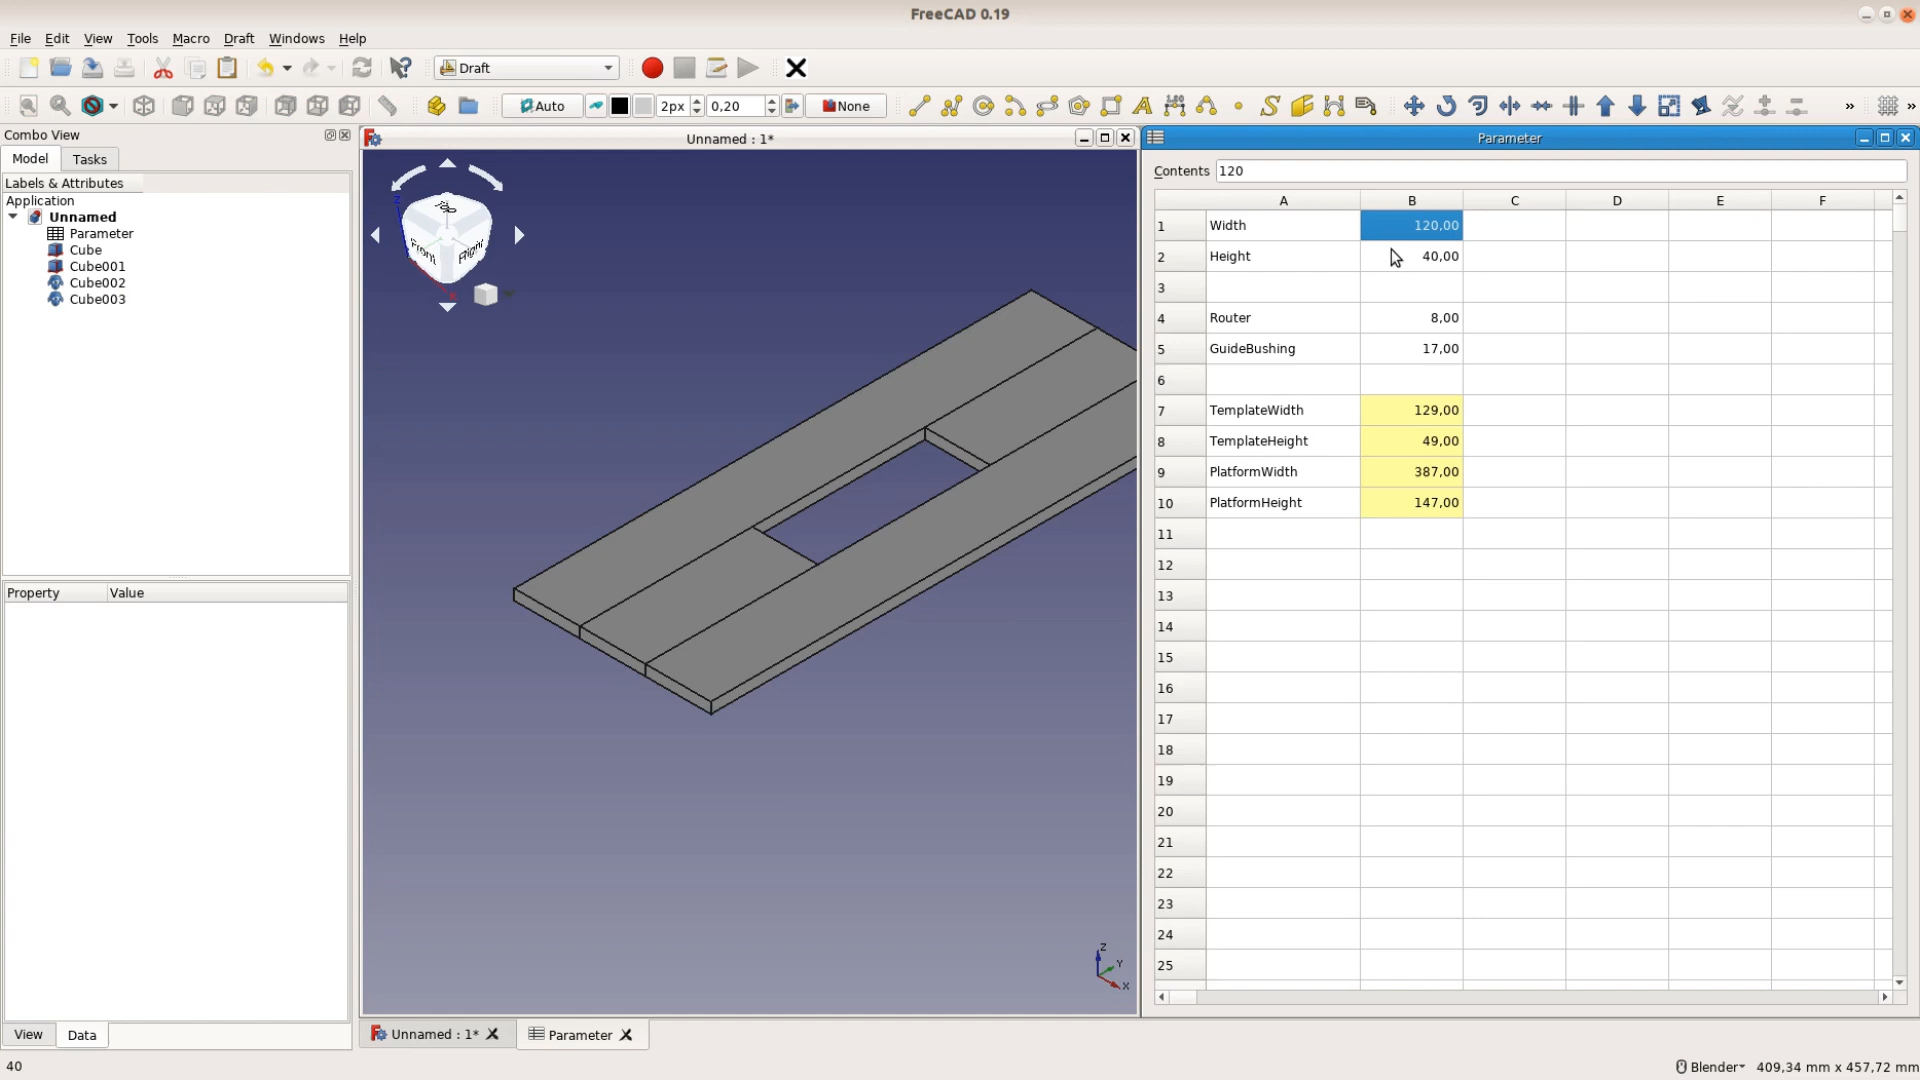 FreeCAD 0.19
File Edit View Tools Macro Draft Windows Help
Draft
Auto 2px 0,20 None » »
Combo View
Unnamed : 1*
Parameter
Model Tasks
Labels & Attributes
Application
Unnamed
Parameter
Cube
Cube001
Cube002
Cube003
Property Value
View Data
TOP
Front
Right
Z
X
Z
Y
X
Contents 120
A B C D E F
1 Width 120,00
2 Height 40,00
3
4 Router 8,00
5 GuideBushing 17,00
6
7 TemplateWidth 129,00
8 TemplateHeight 49,00
9 PlatformWidth 387,00
10 PlatformHeight 147,00
11
12
13
14
15
16
17
18
19
20
21
22
23
24
25
Unnamed : 1* Parameter
40
Blender 409,34 mm x 457,72 mm